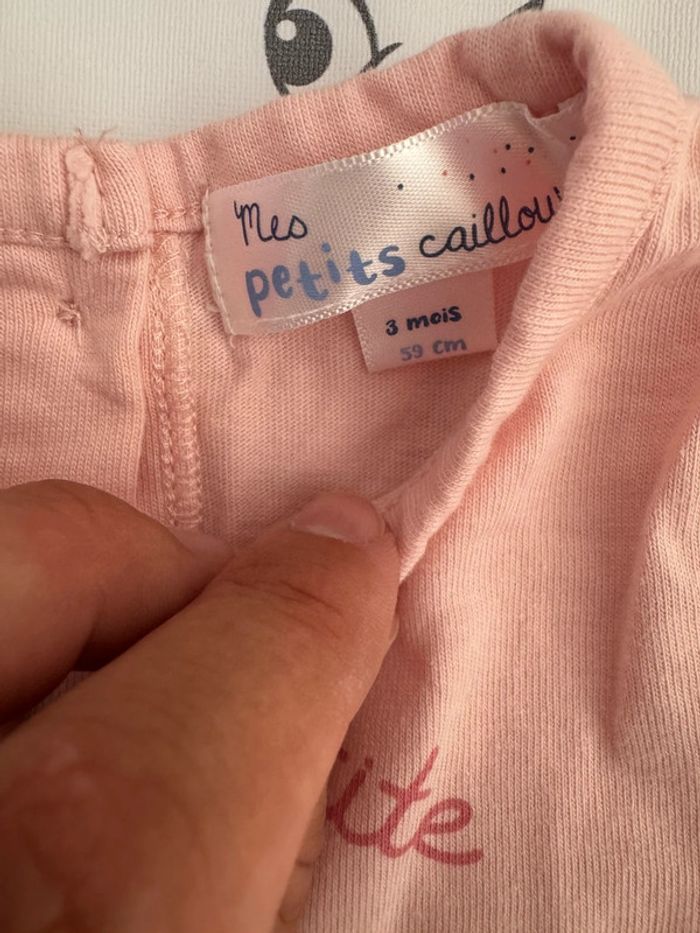 Mes
petits caillou
3 mois
59 cm
ite